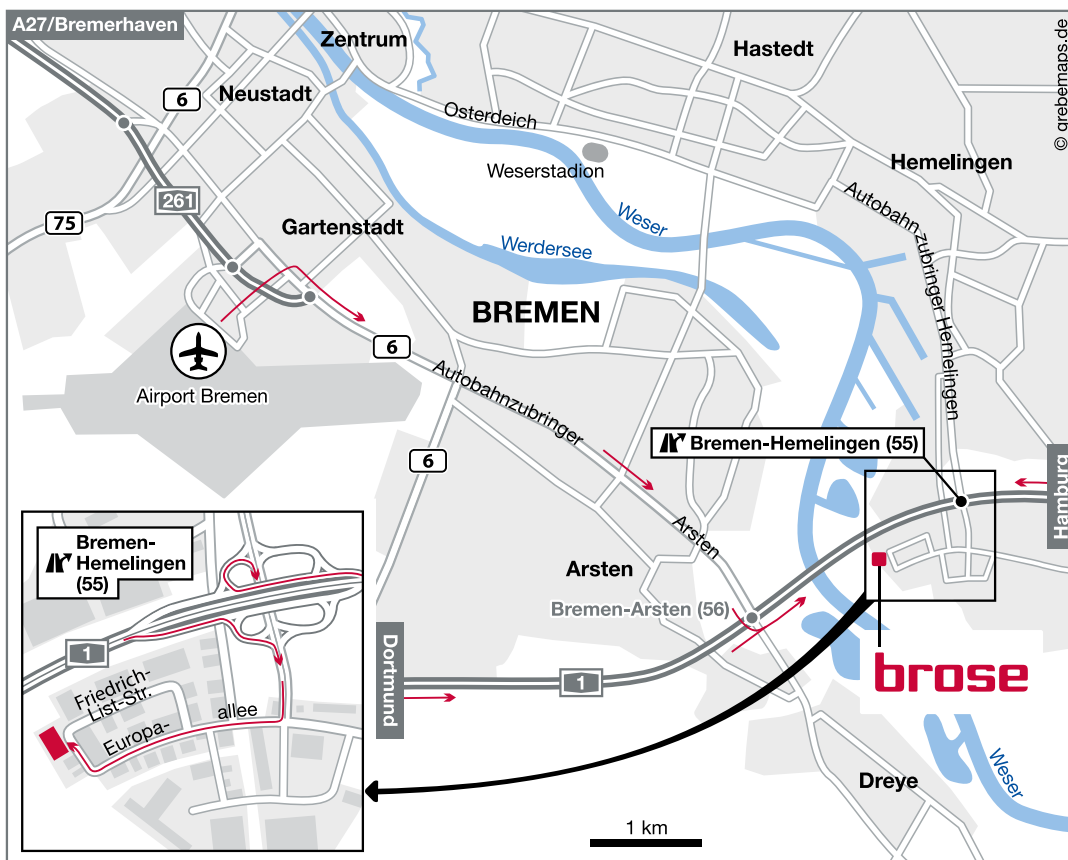 A27/Bremerhaven
Zentrum
Hastedt
© grebemaps.de
6
Neustadt
Osterdeich
Weserstadion
Hemelingen
261
75
Gartenstadt
Weser
Werdersee
Autobahnzubringer Hemelingen
BREMEN
6
Airport Bremen
Autobahnzubringer
6
Bremen-Hemelingen (55)
Hamburg
Arsten
Arsten
Bremen-Arsten (56)
Dortmund
1
brose
Dreye
Weser
1 km
Bremen-
Hemelingen
(55)
1
Friedrich-
List-Str.
Europa-
allee